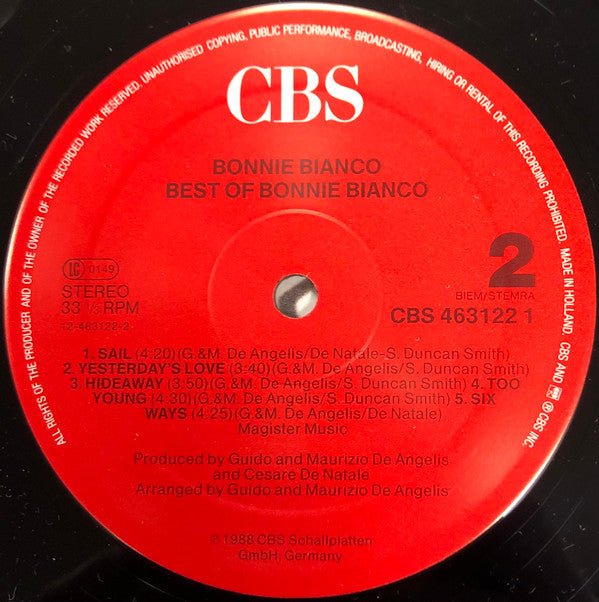 ALL RIGHTS OF THE PRODUCER AND OF THE OWNER OF THE RECORDED WORK RESERVED. UNAUTHORISED COPYING, PUBLIC PERFORMANCE, BROADCASTING, HIRING OR RENTAL OF THIS RECORDING PROHIBITED. MADE IN HOLLAND. CBS AND ℗ CBS INC.
CBS
BONNIE BIANCO
BEST OF BONNIE BIANCO
LC 0149
STEREO
33 ⅓ RPM
12-463122-2
2
BIEM/STEMRA
CBS 463122 1
1. SAIL (4:20)(G.&M. De Angelis/De Natale-S. Duncan Smith)
2. YESTERDAY'S LOVE (3:40)(G.&M. De Angelis/S. Duncan Smith)
3. HIDEAWAY (3:50)(G.&M. De Angelis/S. Duncan Smith) 4. TOO
YOUNG (4:30)(G.&M. De Angelis/S. Duncan Smith) 5. SIX
WAYS (4:25)(G.&M. De Angelis/De Natale)
Magister Music
Produced by Guido and Maurizio De Angelis
and Cesare De Natale
Arranged by Guido and Maurizio De Angelis
℗ 1988 CBS Schallplatten
GmbH, Germany